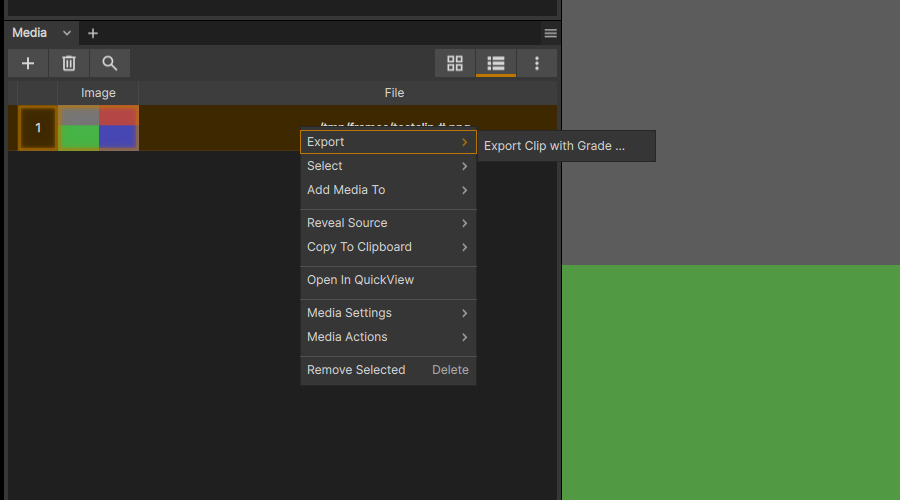 Media
Image
File
1
Export
Export Clip with Grade ...
Select
Add Media To
Reveal Source
Copy To Clipboard
Open In QuickView
Media Settings
Media Actions
Remove Selected Delete